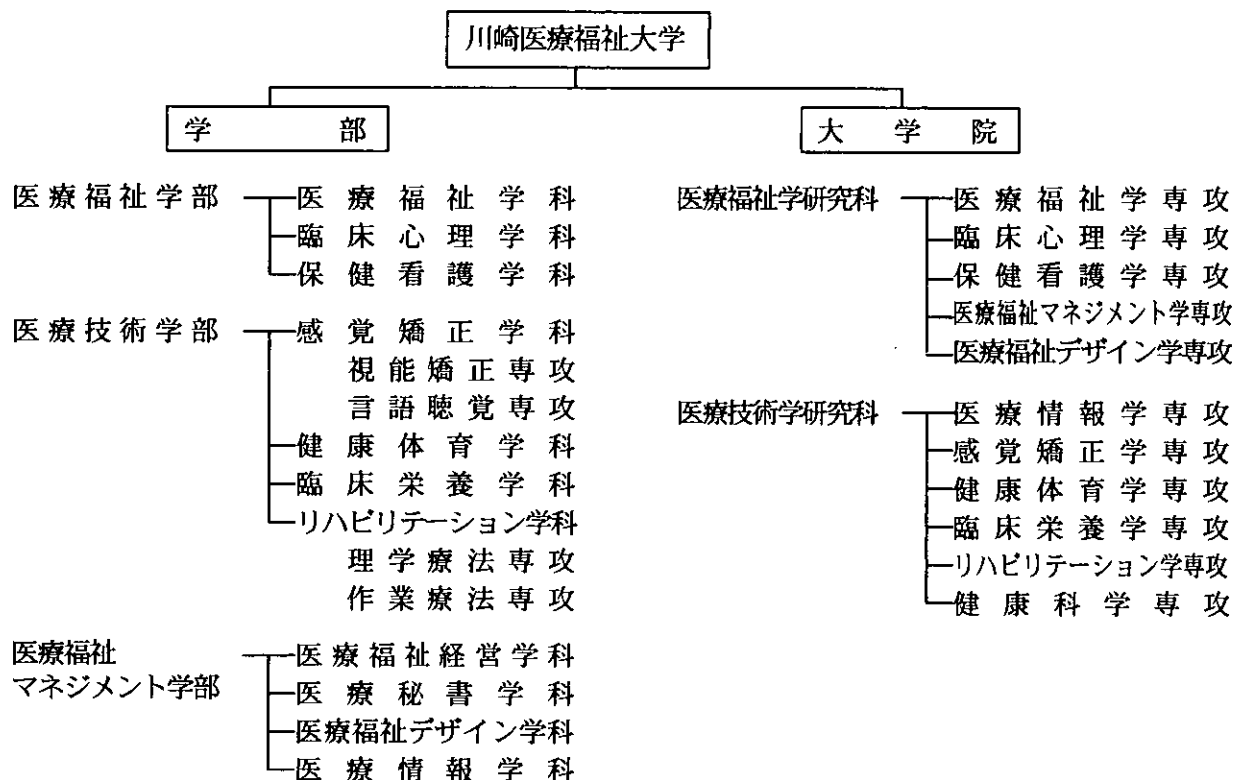 川崎医療福祉大学
学部
医療福祉学部
医療福祉学科
臨床心理学科
保健看護学科
医療技術学部
感覚矯正学科
視能矯正専攻
言語聴覚専攻
健康体育学科
臨床栄養学科
リハビリテーション学科
理学療法専攻
作業療法専攻
医療福祉
マネジメント学部
医療福祉経営学科
医療秘書学科
医療福祉デザイン学科
医療情報学科
大学院
医療福祉学研究科
医療福祉学専攻
臨床心理学専攻
保健看護学専攻
医療福祉マネジメント学専攻
医療福祉デザイン学専攻
医療技術学研究科
医療情報学専攻
感覚矯正学専攻
健康体育学専攻
臨床栄養学専攻
リハビリテーション学専攻
健康科学専攻